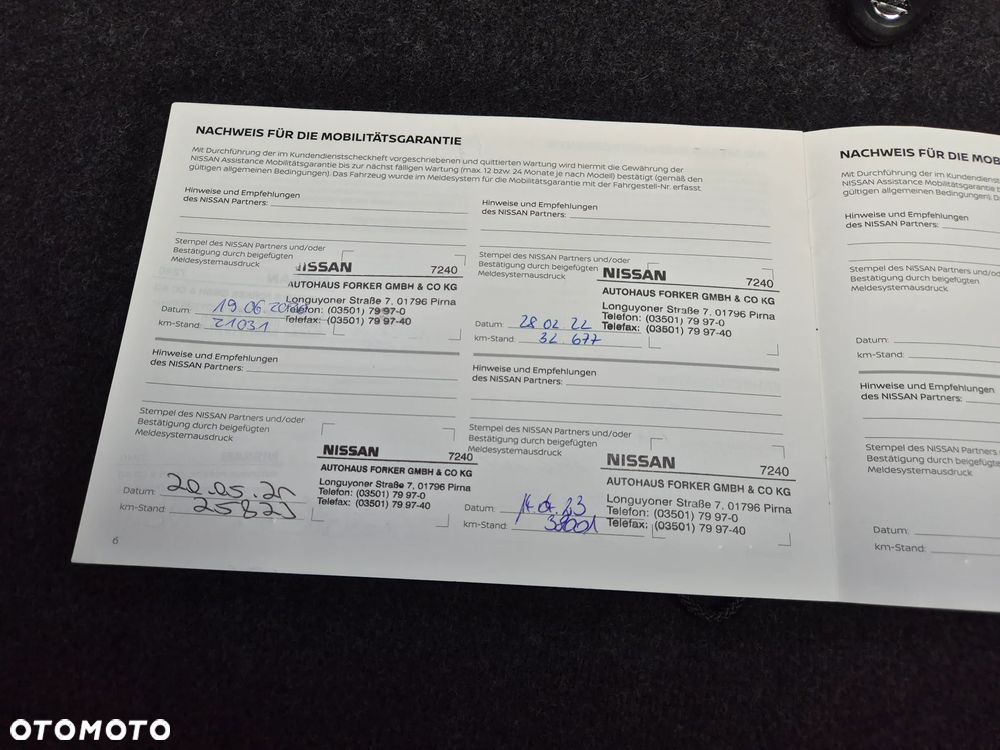 NACHWEIS FÜR DIE MOBILITÄTSGARANTIE
Mit Durchführung der im Kundendienstscheckheft vorgeschriebenen und quittierten Wartung wird hiermit die Gewährung der
NISSAN Assistance Mobilitätsgarantie bis zur nächst fälligen Wartung (max. 12 bzw. 24 Monate je nach Modell) bestätigt (gemäß den
gültigen allgemeinen Bedingungen). Das Fahrzeug wurde im Meldesystem für die Mobilitätsgarantie mit der Fahrgestell-Nr. erfasst
Hinweise und Empfehlungen
des NISSAN Partners:
Stempel des NISSAN Partners und/oder
Bestätigung durch beigefügten
Meldesystemausdruck
NISSAN 7240
AUTOHAUS FORKER GMBH & CO KG
Longuyoner Straße 7, 01796 Pirna
Telefon: (03501) 79 97-0
Telefax: (03501) 79 97-40
Datum: 19.06.2020
km-Stand: 21031
Hinweise und Empfehlungen
des NISSAN Partners:
Stempel des NISSAN Partners und/oder
Bestätigung durch beigefügten
Meldesystemausdruck
NISSAN 7240
AUTOHAUS FORKER GMBH & CO KG
Longuyoner Straße 7, 01796 Pirna
Telefon: (03501) 79 97-0
Telefax: (03501) 79 97-40
Datum: 28.02.22
km-Stand: 32.677
Hinweise und Empfehlungen
des NISSAN Partners:
Stempel des NISSAN Partners und/oder
Bestätigung durch beigefügten
Meldesystemausdruck
NISSAN 7240
AUTOHAUS FORKER GMBH & CO KG
Longuyoner Straße 7, 01796 Pirna
Telefon: (03501) 79 97-0
Telefax: (03501) 79 97-40
Datum: 20.05.21
km-Stand: 25825
Hinweise und Empfehlungen
des NISSAN Partners:
Stempel des NISSAN Partners und/oder
Bestätigung durch beigefügten
Meldesystemausdruck
NISSAN 7240
AUTOHAUS FORKER GMBH & CO KG
Longuyoner Straße 7, 01796 Pirna
Telefon: (03501) 79 97-0
Telefax: (03501) 79 97-40
Datum:
km-Stand:
6
NACHWEIS FÜR DIE MOB
Mit Durchführung der im Kundendienst
NISSAN Assistance Mobilitätsgarantie b
gültigen allgemeinen Bedingungen). Da
Hinweise und Empfehlungen
des NISSAN Partners:
Stempel des NISSAN Partners und/o
Bestätigung durch beigefügten
Meldesystemausdruck
Datum:
km-Stand:
Hinweise und Empfehlungen
des NISSAN Partners:
Stempel des NISSAN Partners
Bestätigung durch beigefügte
Meldesystemausdruck
Datum:
km-Stand:
OTOMOTO